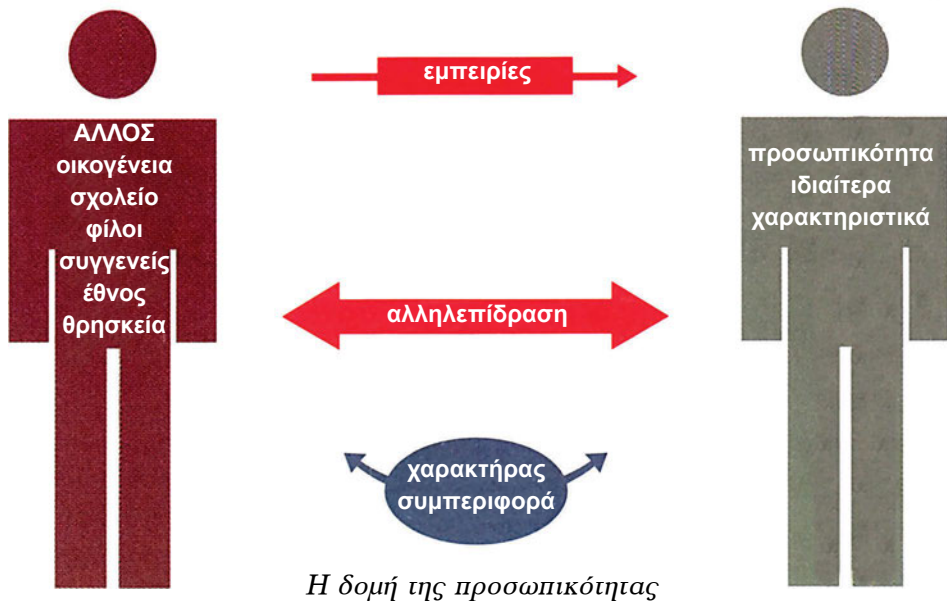 εμπειρίες
ΑΛΛΟΣ
οικογένεια
σχολείο
φίλοι
συγγενείς
έθνος
θρησκεία
προσωπικότητα
ιδιαίτερα
χαρακτηριστικά
αλληλεπίδραση
χαρακτήρας
συμπεριφορά
Η δομή της προσωπικότητας